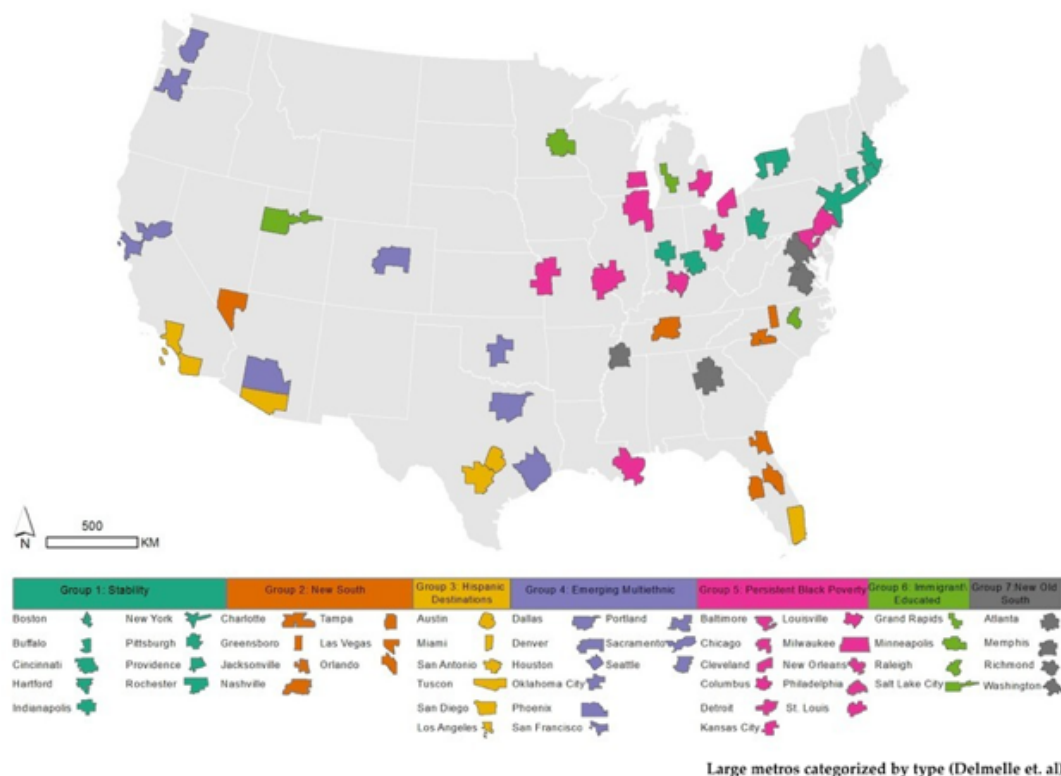 500
N
KM
Group 1: Stability
Group 2: New South
Group 3: Hispanic
Destinations
Group 4: Emerging Multiethnic
Group 5: Persistent Black Poverty
Group 6: Immigrant\
Educated
Group 7 New Old
South
Boston New York Charlotte Tampa Austin Dallas Portland Baltimore Louisville Grand Rapids Atlanta
Buffalo Pittsburgh Greensboro Las Vegas Miami Denver Sacramento Chicago Milwaukee Minneapolis Memphis
Cincinnati Providence Jacksonville Orlando San Antonio Houston Seattle Cleveland New Orleans Raleigh Richmond
Hartford Rochester Nashville Tuscon Oklahoma City Columbus Philadelphia Salt Lake City Washington
Indianapolis San Diego Phoenix Detroit St. Louis
Los Angeles San Francisco Kansas City
Large metros categorized by type (Delmelle et. al